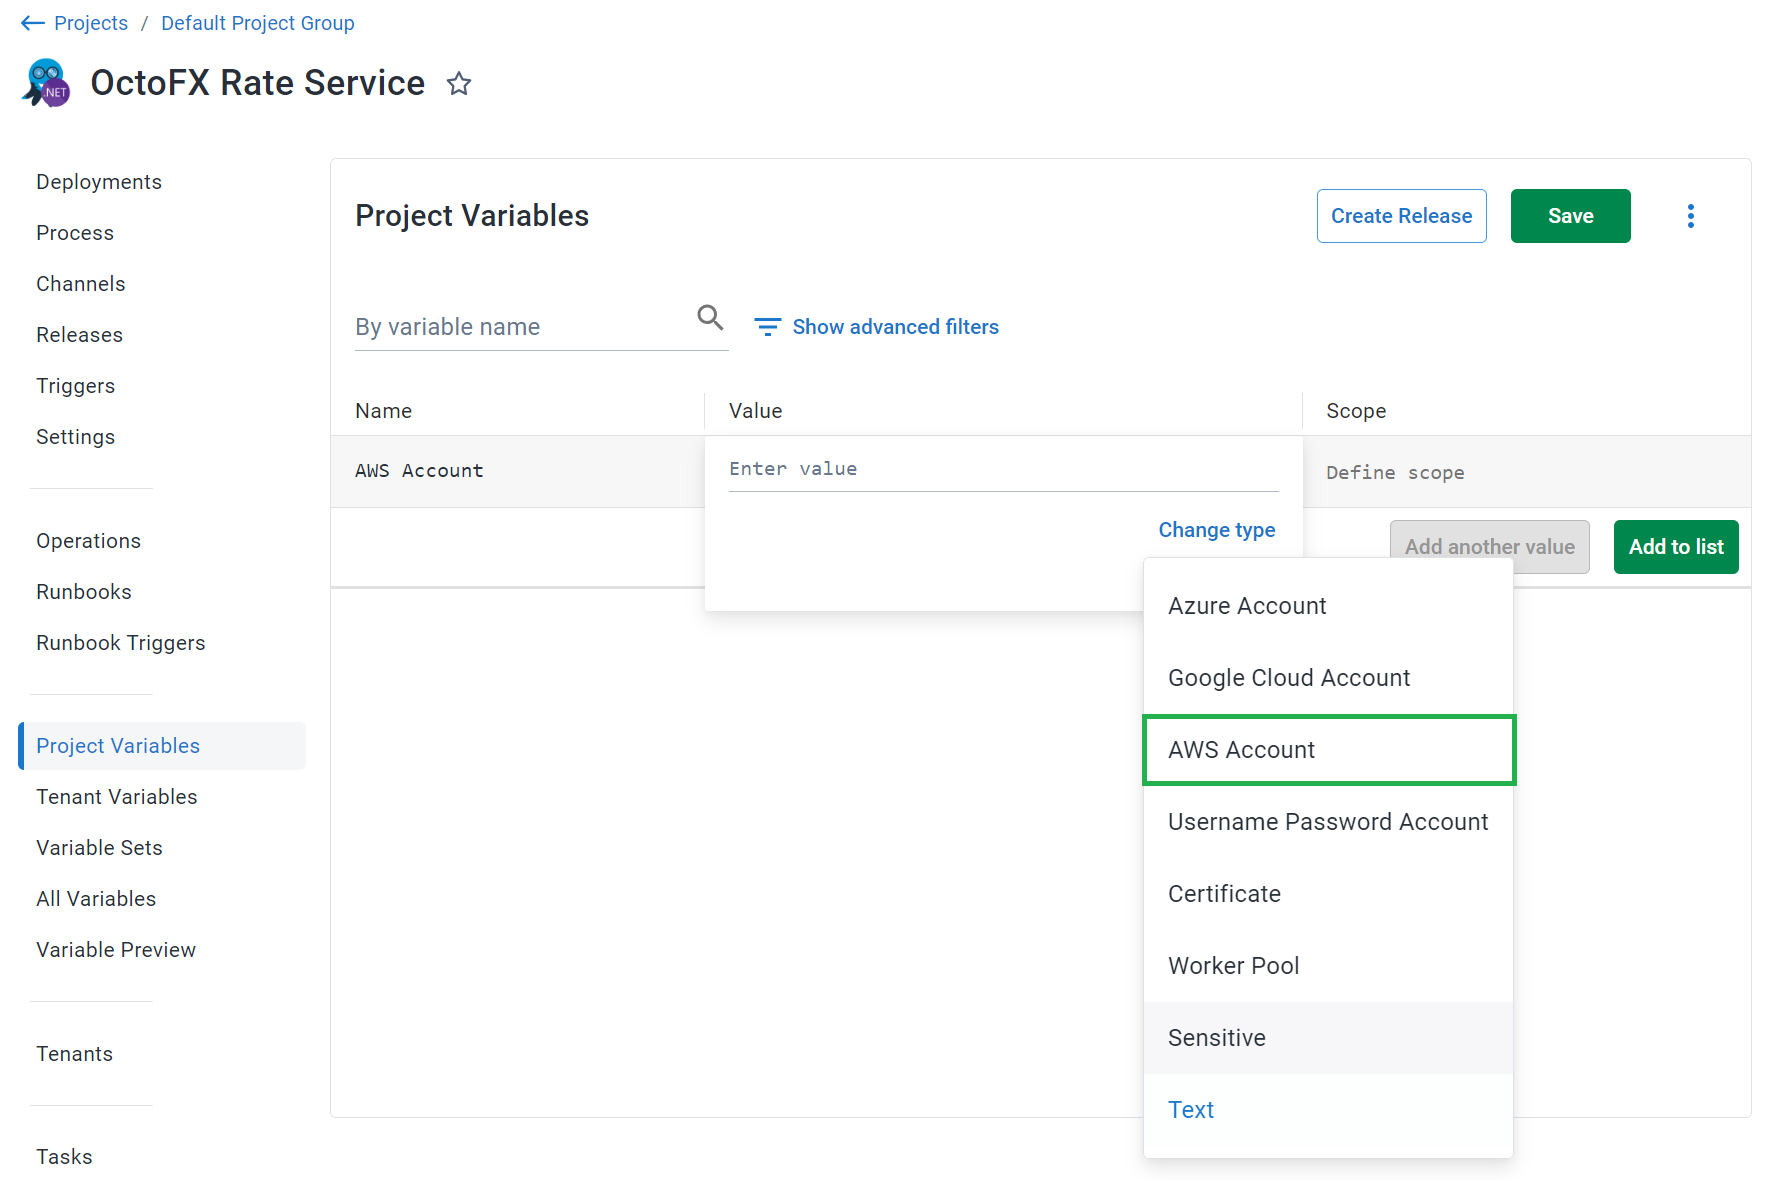 Projects / Default Project Group
.NET
OctoFX Rate Service
Deployments
Process
Channels
Releases
Triggers
Settings
Operations
Runbooks
Runbook Triggers
Project Variables
Tenant Variables
Variable Sets
All Variables
Variable Preview
Tenants
Tasks
Project Variables
Create Release
Save
By variable name
Show advanced filters
Name
Value
Scope
AWS Account
Enter value
Define scope
Change type
Add another value
Add to list
Azure Account
Google Cloud Account
AWS Account
Username Password Account
Certificate
Worker Pool
Sensitive
Text